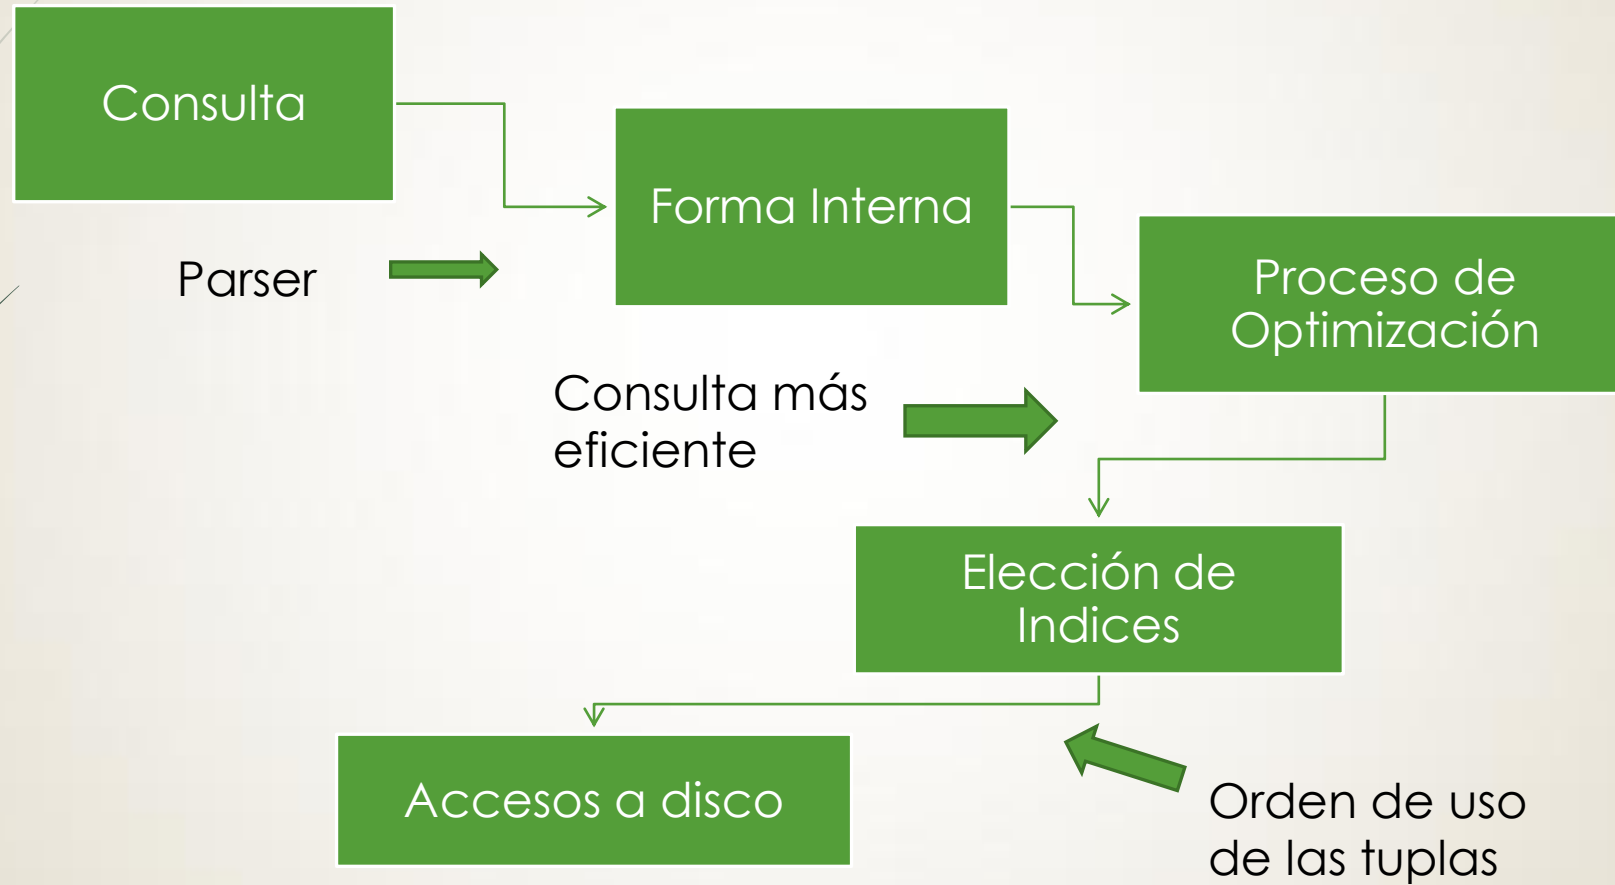 Consulta
Forma Interna
Parser
Proceso de
Optimización
Consulta más
eficiente
Elección de
Indices
Accesos a disco
Orden de uso
de las tuplas